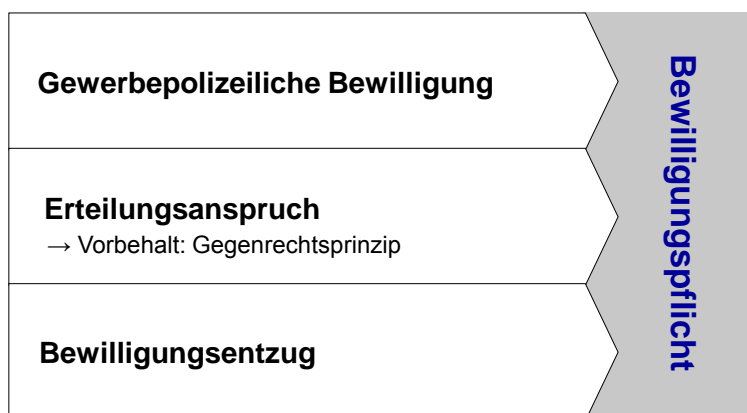 Gewerbepolizeiliche Bewilligung
Erteilungsanspruch
→ Vorbehalt: Gegenrechtsprinzip
Bewilligungsentzug
Bewilligungspflicht